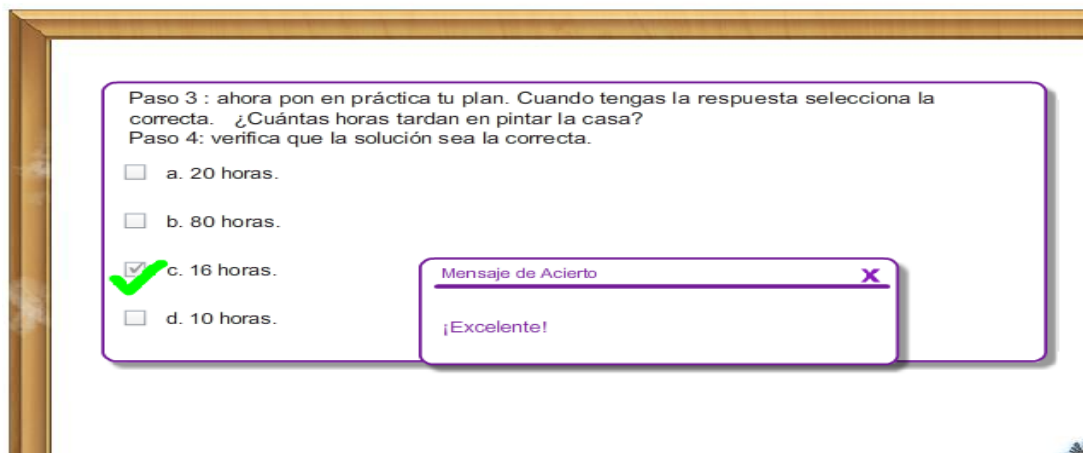 Paso 3 : ahora pon en práctica tu plan. Cuando tengas la respuesta selecciona la
correcta. ¿Cuántas horas tardan en pintar la casa?
Paso 4: verifica que la solución sea la correcta.
a. 20 horas.
b. 80 horas.
c. 16 horas.
d. 10 horas.
Mensaje de Acierto X
¡Excelente!